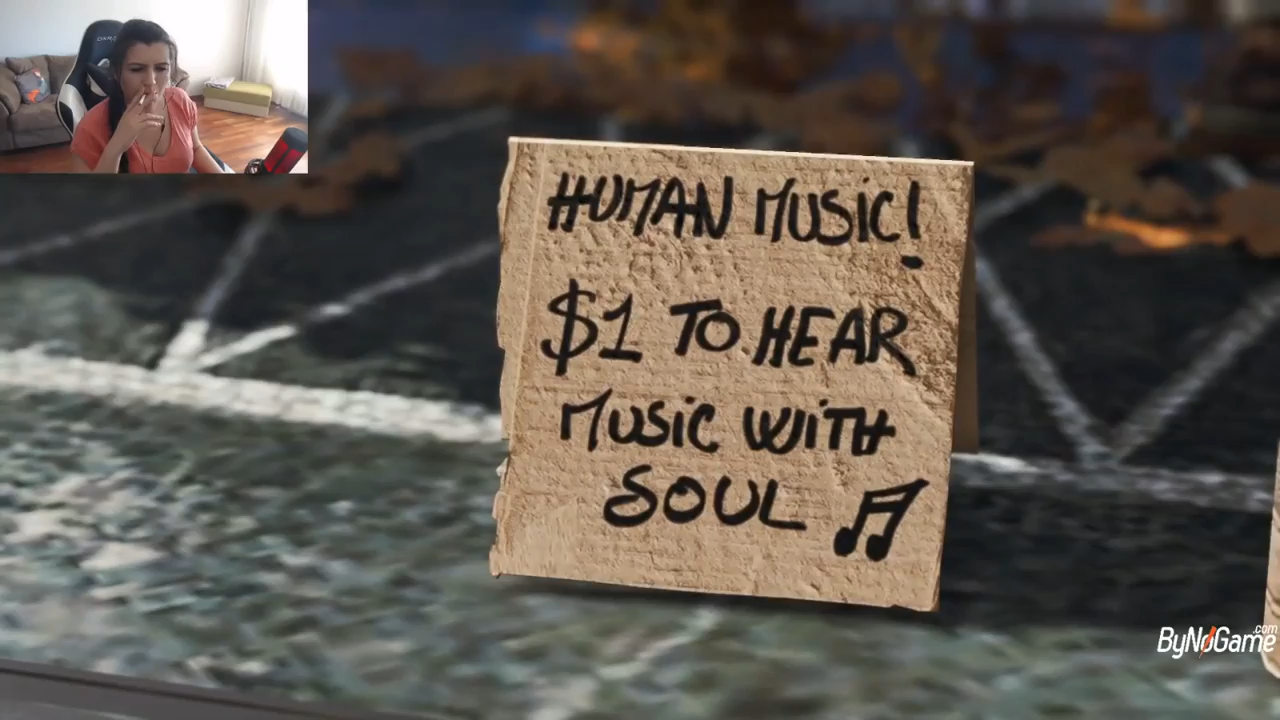 HUMAN MUSIC!
$1 TO HEAR
MUSIC WITH
SOUL
ByNoGame.com